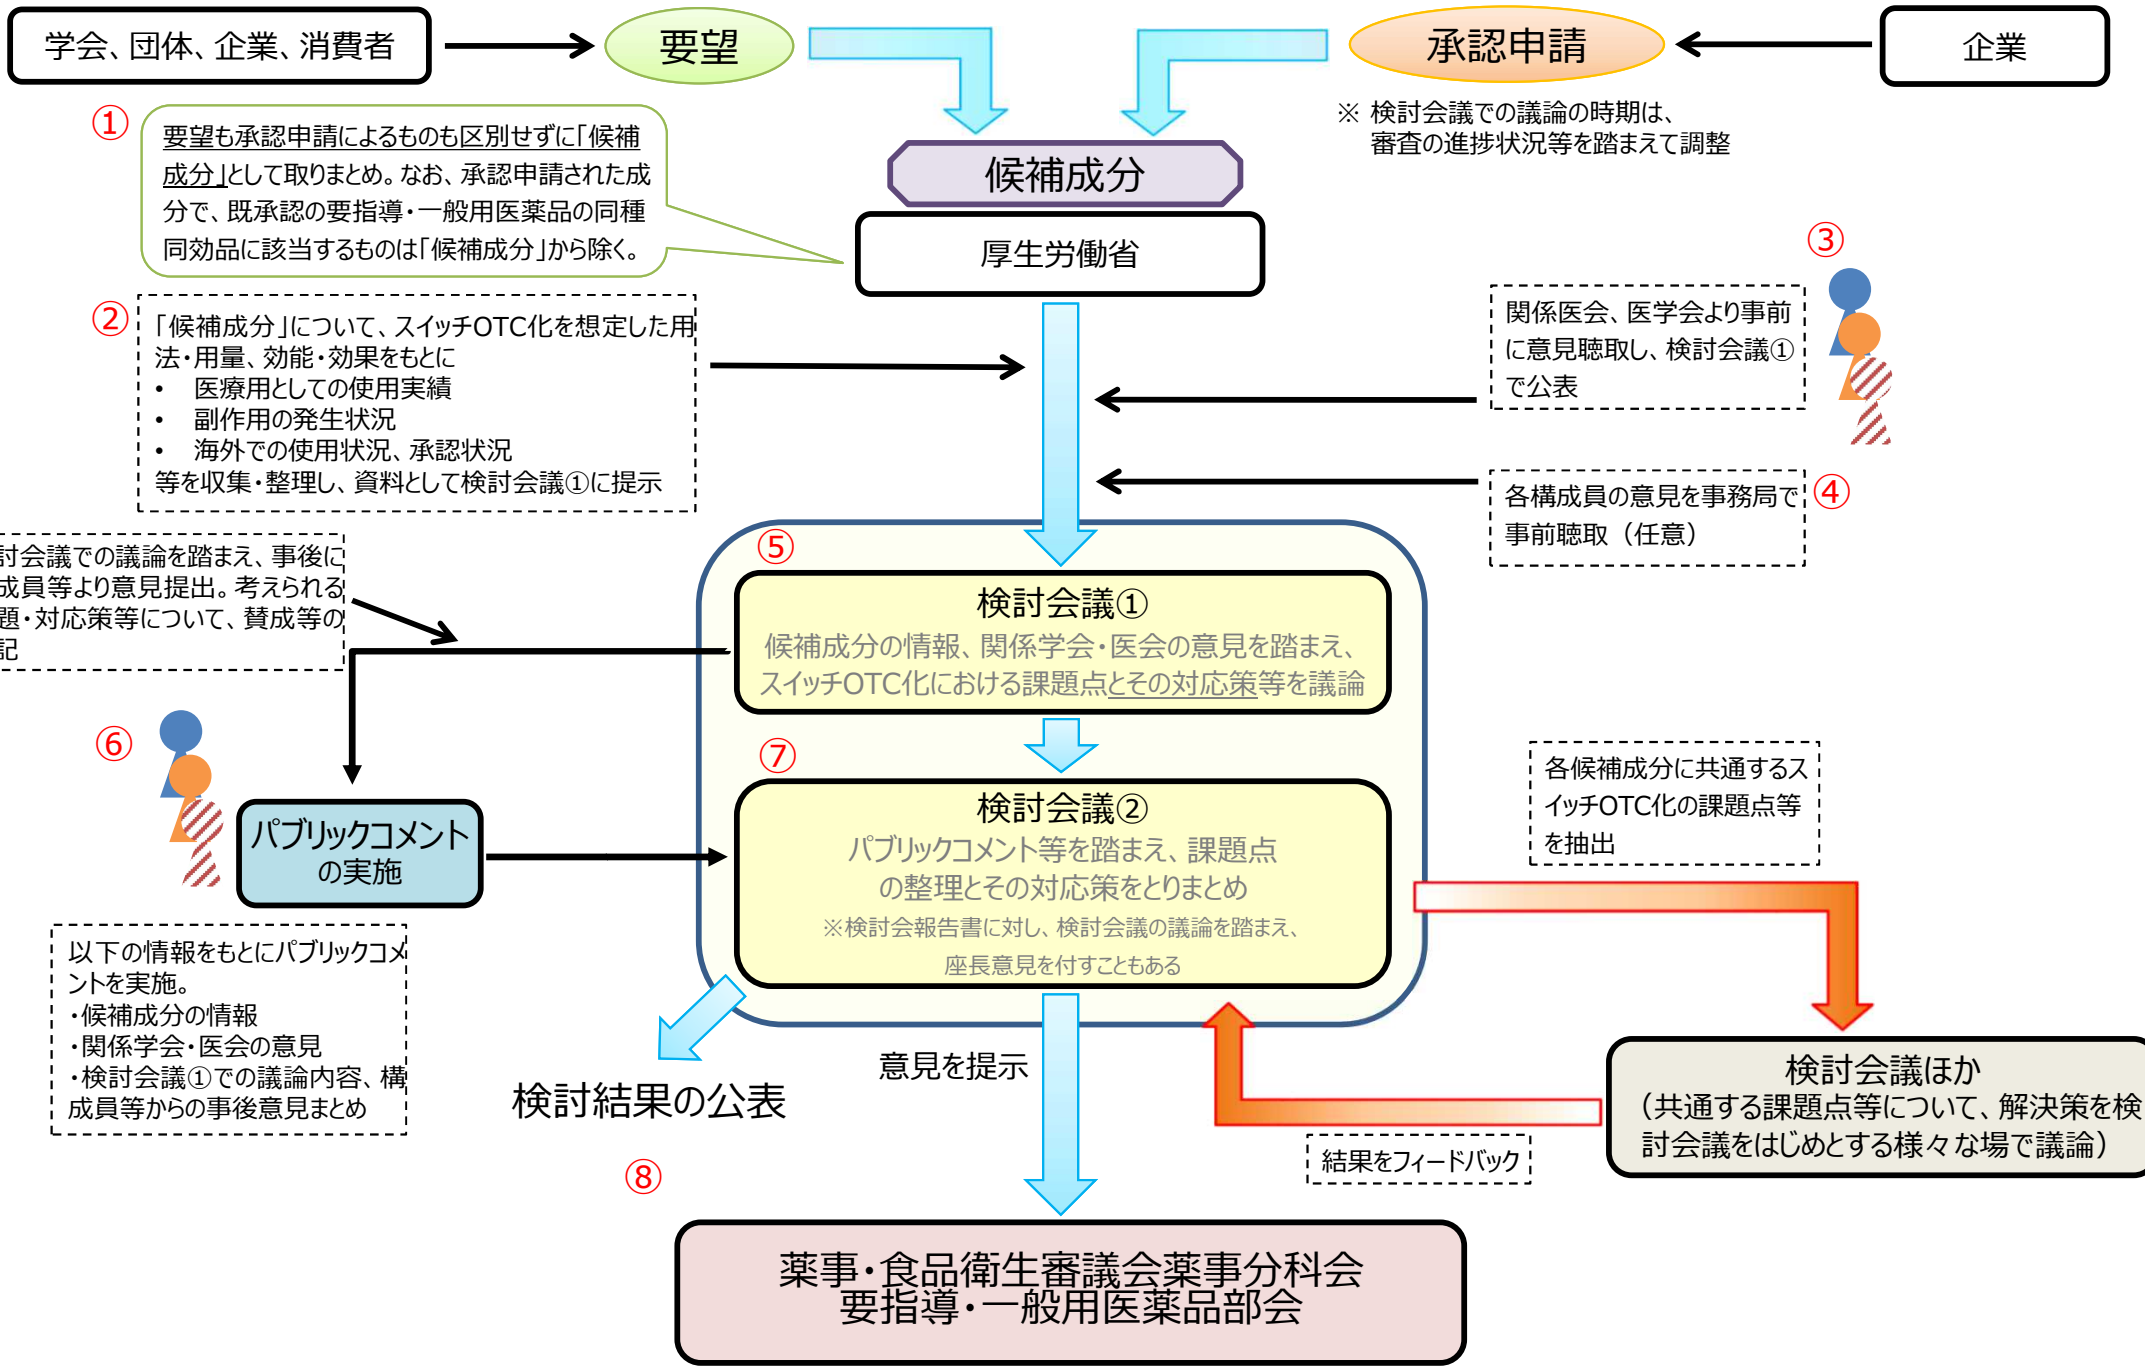 学会、団体、企業、消費者
要望
承認申請
企業
※ 検討会議での議論の時期は、
審査の進捗状況等を踏まえて調整
①
要望も承認申請によるものも区別せずに「候補
成分」として取りまとめ。なお、承認申請された成
分で、既承認の要指導・一般用医薬品の同種
同効品に該当するものは「候補成分」から除く。
候補成分
厚生労働省
②
「候補成分」について、スイッチOTC化を想定した用
法・用量、効能・効果をもとに
• 医療用としての使用実績
• 副作用の発生状況
• 海外での使用状況、承認状況
等を収集・整理し、資料として検討会議①に提示
③
関係医会、医学会より事前
に意見聴取し、検討会議①
で公表
④
各構成員の意見を事務局で
事前聴取（任意）
討会議での議論を踏まえ、事後に
成員等より意見提出。考えられる
題・対応策等について、賛成等の
記
⑤
検討会議①
候補成分の情報、関係学会・医会の意見を踏まえ、
スイッチOTC化における課題点とその対応策等を議論
⑥
パブリックコメント
の実施
以下の情報をもとにパブリックコメ
ントを実施。
・候補成分の情報
・関係学会・医会の意見
・検討会議①での議論内容、構
成員等からの事後意見まとめ
⑦
検討会議②
パブリックコメント等を踏まえ、課題点
の整理とその対応策をとりまとめ
※検討会報告書に対し、検討会議の議論を踏まえ、
座長意見を付すこともある
各候補成分に共通するス
イッチOTC化の課題点等
を抽出
検討会議ほか
（共通する課題点等について、解決策を検
討会議をはじめとする様々な場で議論）
結果をフィードバック
意見を提示
検討結果の公表
⑧
薬事・食品衛生審議会薬事分科会
要指導・一般用医薬品部会